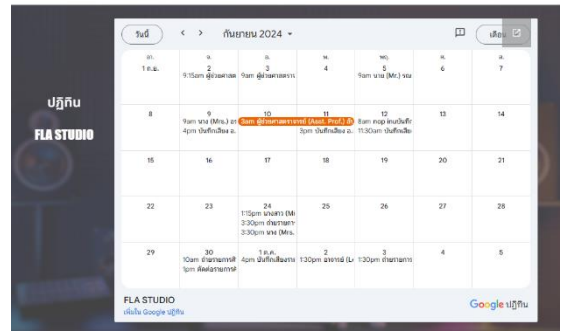 ปฏิทิน
FLA STUDIO
วันนี้ กันยายน 2024 เดือน
อา. จ. อ. พ. พฤ. ศ. ส.
1 ก.ย. 2 3 4 5 6 7
9:15am ผู้ช่วยศาสต 9am ผู้ช่วยศาสตรา 9am นาย (Mr.)
8 9 10 11 12 13 14
9am นาง (Mrs.) 9am ผู้ช่วยศาสตราจารย์ (Asst. Prof.) 8am
4pm บันทึกเสียง อ. 3pm บันทึกเสียง อ. 11:30am บันทึกเสีย
15 16 17 18 19 20 21
22 23 24 25 26 27 28
1:15pm นางสาว (Mi
3:30pm ถ่ายรายกา
3:30pm นาง (Mrs.
29 30 1 ต.ค. 2 3 4 5
10am ถ่ายรายการสั 4pm บันทึกเสียงราย 1:30pm อาจารย์ (Le 1:30pm ถ่ายรายการ
1pm ตัดต่อรายการศ
FLA STUDIO
เพิ่มใน Google ปฏิทิน
Google ปฏิทิน